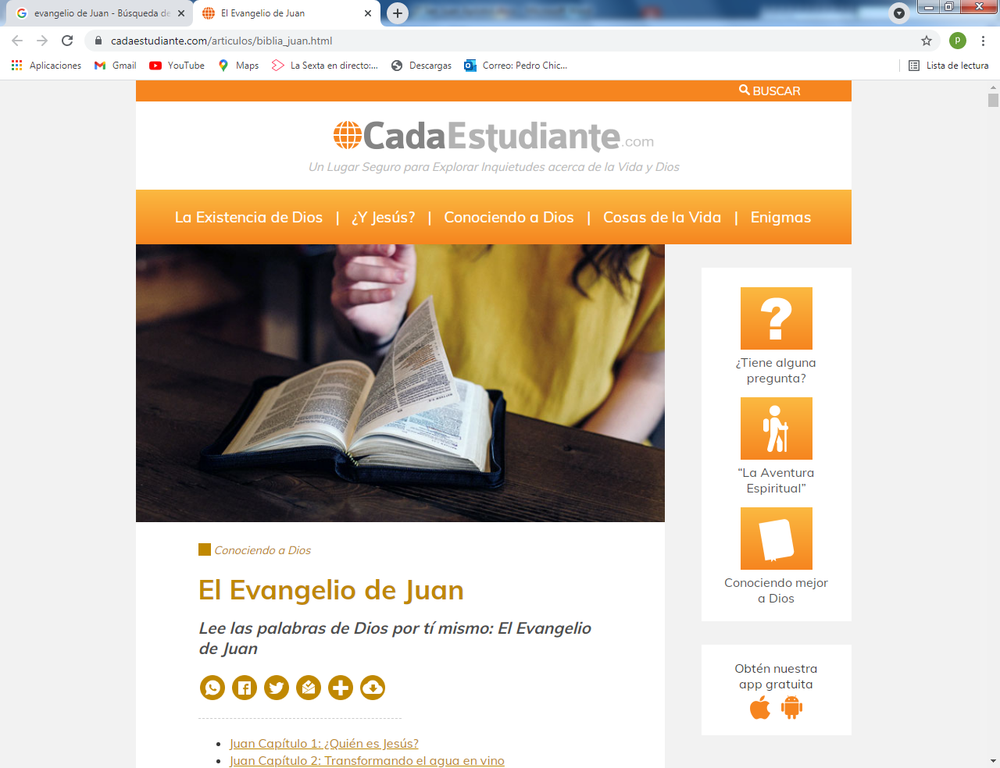 evangelio de Juan - Búsqueda de
El Evangelio de Juan
cadaestudiante.com/articulos/biblia_juan.html
P
Aplicaciones
Gmail
YouTube
Maps
La Sexta en directo:...
Descargas
Correo: Pedro Chic...
Lista de lectura
BUSCAR
CadaEstudiante.com
Un Lugar Seguro para Explorar Inquietudes acerca de la Vida y Dios
La Existencia de Dios | ¿Y Jesús? | Conociendo a Dios | Cosas de la Vida | Enigmas
¿Tiene alguna
pregunta?
“La Aventura
Espiritual”
Conociendo mejor
a Dios
Obtén nuestra
app gratuita
Conociendo a Dios
El Evangelio de Juan
Lee las palabras de Dios por tí mismo: El Evangelio
de Juan
Juan Capítulo 1: ¿Quién es Jesús?
Juan Capítulo 2: Transformando el agua en vino